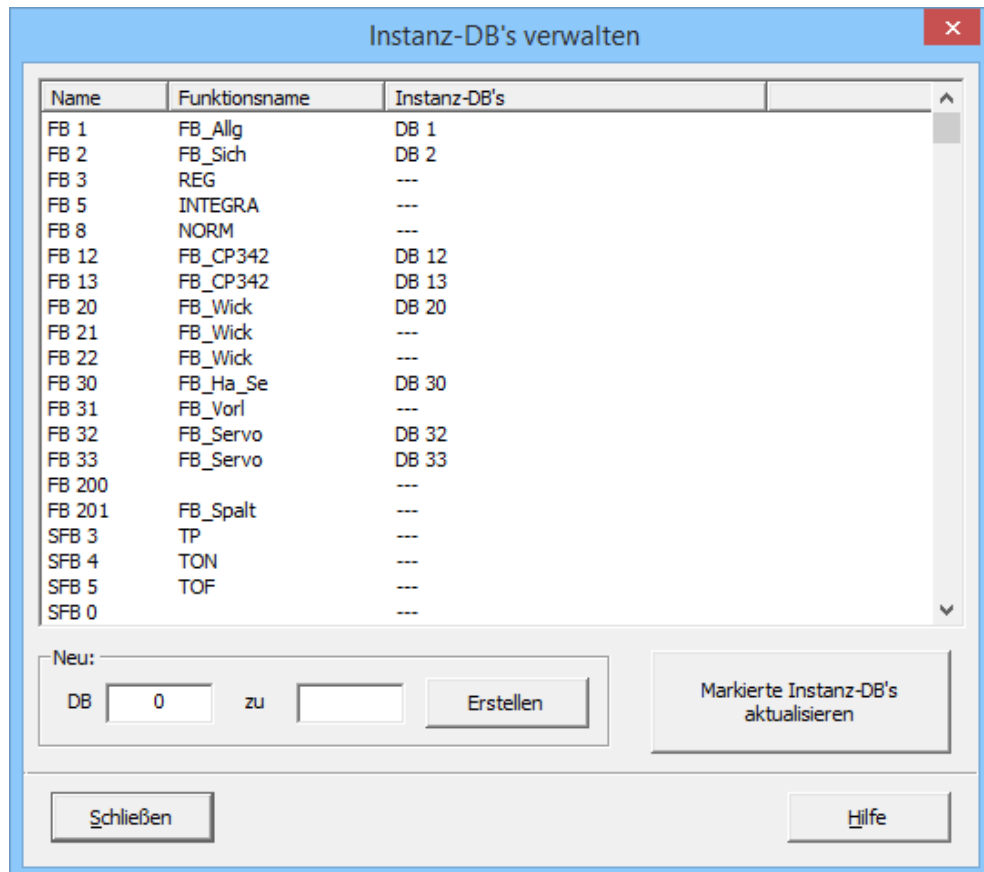 Instanz-DB's verwalten
Name Funktionsname Instanz-DB's
FB 1 FB_Allg DB 1
FB 2 FB_Sich DB 2
FB 3 REG ---
FB 5 INTEGRA ---
FB 8 NORM ---
FB 12 FB_CP342 DB 12
FB 13 FB_CP342 DB 13
FB 20 FB_Wick DB 20
FB 21 FB_Wick ---
FB 22 FB_Wick ---
FB 30 FB_Ha_Se DB 30
FB 31 FB_Vorl ---
FB 32 FB_Servo DB 32
FB 33 FB_Servo DB 33
FB 200 ---
FB 201 FB_Spalt ---
SFB 3 TP ---
SFB 4 TON ---
SFB 5 TOF ---
SFB 0 ---
Neu:
DB 0 zu Erstellen
Markierte Instanz-DB's
aktualisieren
Schließen Hilfe